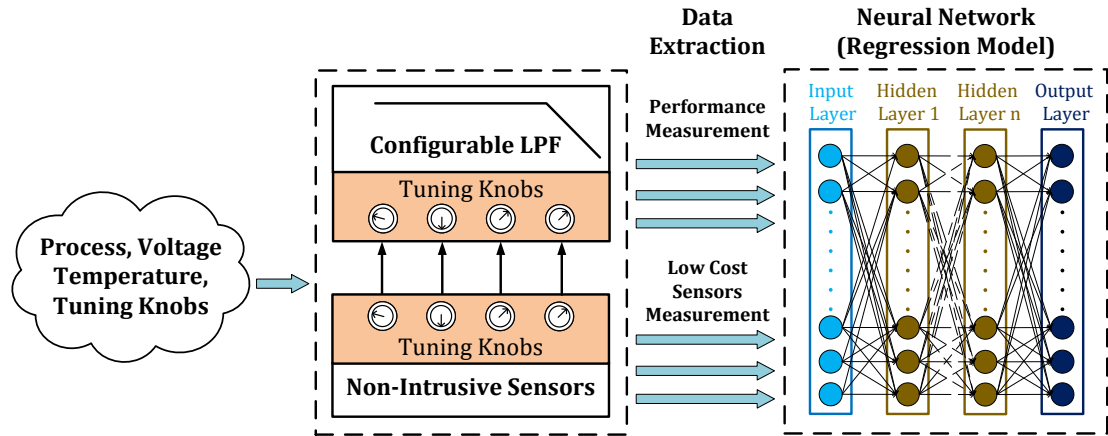 Process, Voltage
Temperature,
Tuning Knobs
Configurable LPF
Tuning Knobs
Tuning Knobs
Non-Intrusive Sensors
Data
Extraction
Performance
Measurement
Low Cost
Sensors
Measurement
Neural Network
(Regression Model)
Input
Layer
Hidden
Layer 1
Hidden
Layer n
Output
Layer